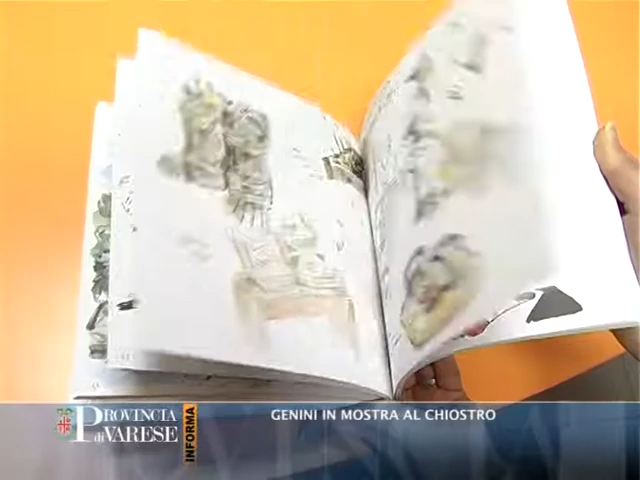 PROVINCIA
di VARESE
INFORMA
GENINI IN MOSTRA AL CHIOSTRO